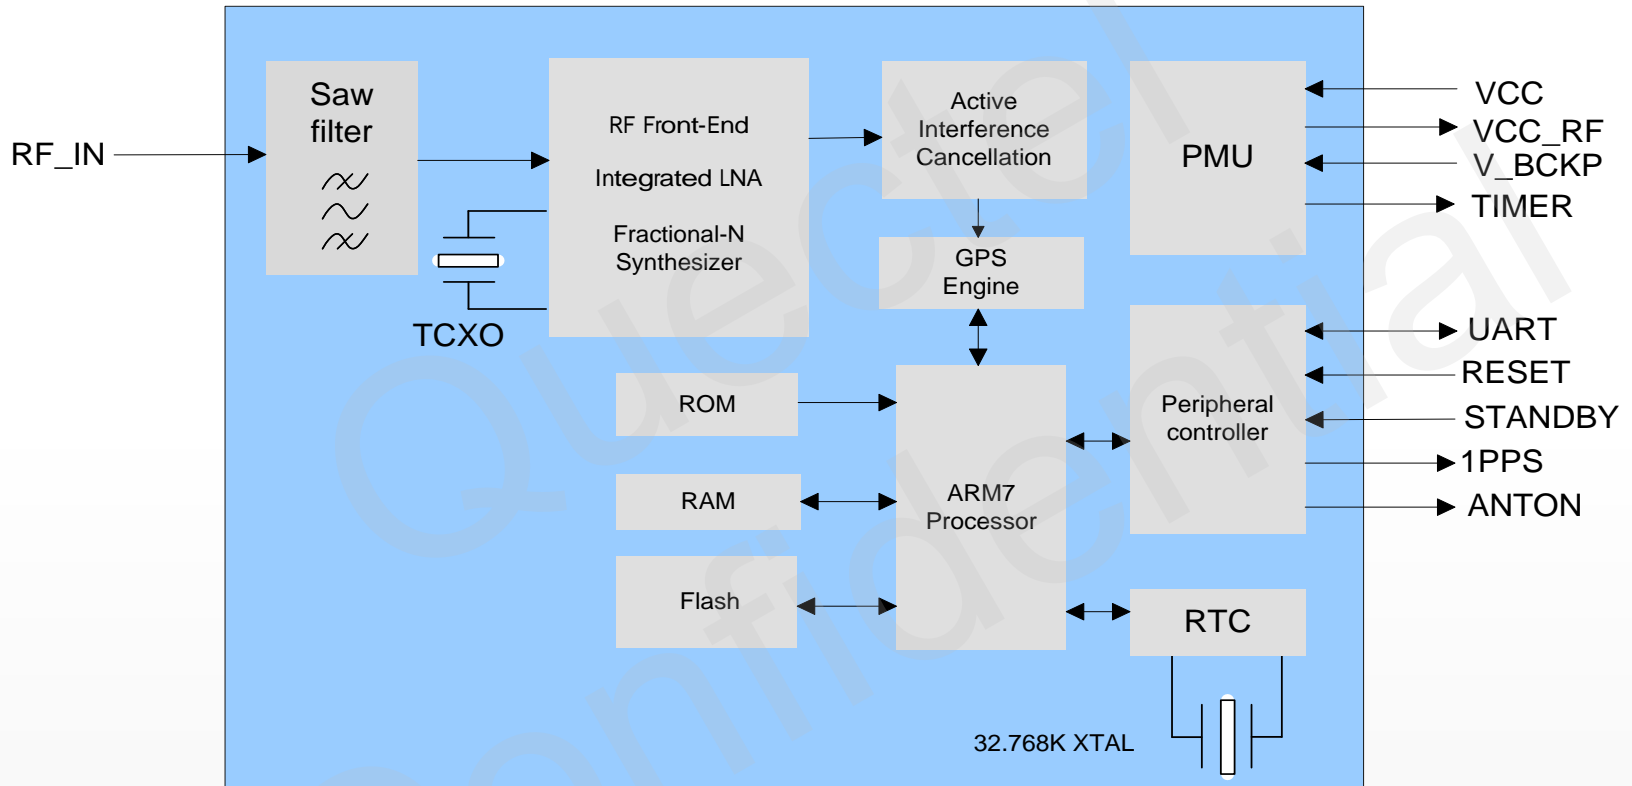 RF_IN
Saw
filter
TCXO
RF Front-End
Integrated LNA
Fractional-N
Synthesizer
Active
Interference
Cancellation
GPS
Engine
ROM
RAM
Flash
ARM7
Processor
PMU
VCC
VCC_RF
V_BCKP
TIMER
Peripheral
controller
UART
RESET
STANDBY
1PPS
ANTON
RTC
32.768K XTAL
Quectel
Confidential